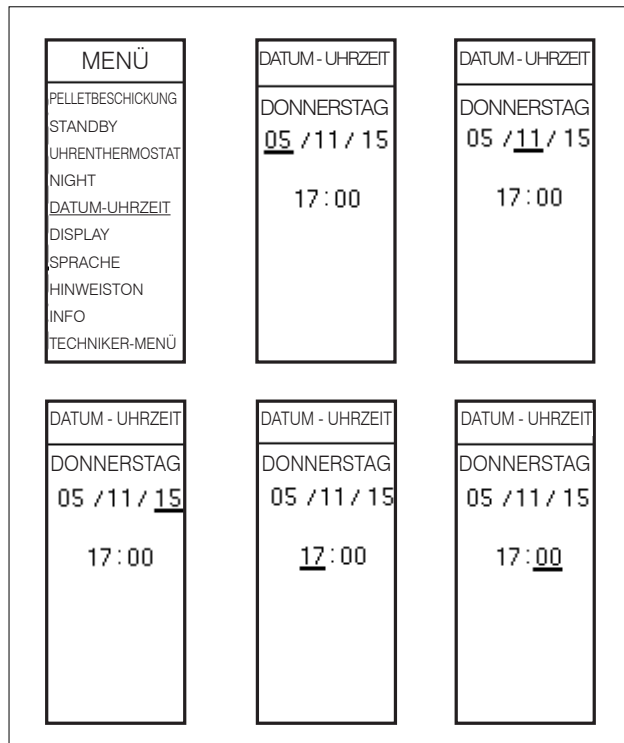 MENÜ
PELLETBESCHICKUNG
STANDBY
UHRENTHERMOSTAT
NIGHT
DATUM-UHRZEIT
DISPLAY
SPRACHE
HINWEISTON
INFO
TECHNIKER-MENÜ
DATUM - UHRZEIT
DONNERSTAG
05 /11/ 15
17:00
DATUM - UHRZEIT
DONNERSTAG
05 /11/ 15
17:00
DATUM - UHRZEIT
DONNERSTAG
05 /11/ 15
17:00
DATUM - UHRZEIT
DONNERSTAG
05 /11/ 15
17:00
DATUM - UHRZEIT
DONNERSTAG
05 /11/ 15
17:00